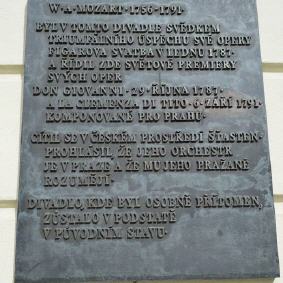 W·A·MOZART·1756-1791·
BYL V TOMTO DIVADLE SVĚDKEM
TRIUMFÁLNÍHO ÚSPĚCHU SVÉ OPERY
FIGAROVA SVATBA V LEDNU 1787·
A ŘÍDIL ZDE SVĚTOVÉ PREMIÉRY
SVÝCH OPER
DON GIOVANNI·29·ŘÍJNA 1787·
A LA CLEMENZA DI TITO·6·ZÁŘÍ 1791·
KOMPONOVANÉ PRO PRAHU·
CÍTIL SE V ČESKÉM PROSTŘEDÍ ŠŤASTEN·
PROHLÁSIL, ŽE JEHO ORCHESTR
JE V PRAZE A ŽE MU JEHO PRAŽANÉ
ROZUMĚJÍ·
DIVADLO, KDE BYL OSOBNĚ PŘÍTOMEN,
ZŮSTALO V PODSTATĚ
V PŮVODNÍM STAVU·